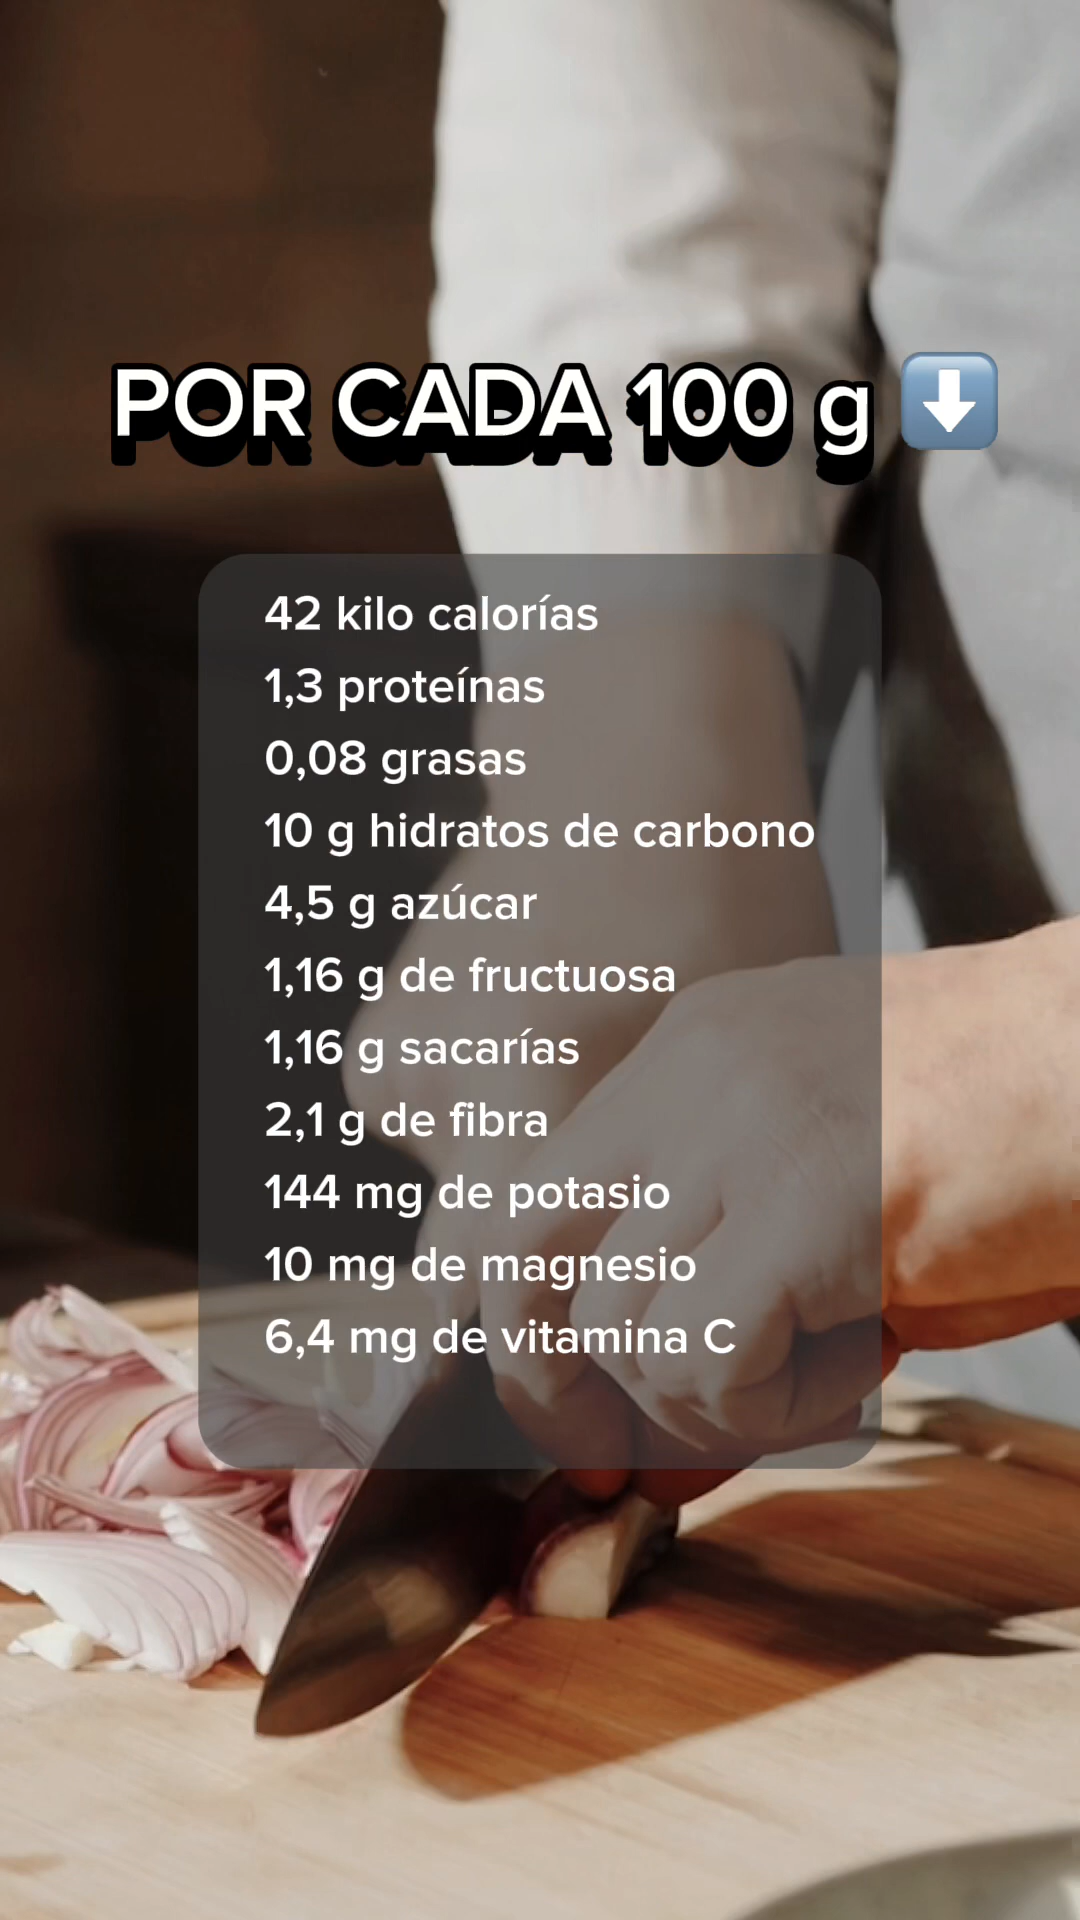 POR CADA 100 g ⬇️
42 kilo calorías
1,3 proteínas
0,08 grasas
10 g hidratos de carbono
4,5 g azúcar
1,16 g de fructuosa
1,16 g sacarías
2,1 g de fibra
144 mg de potasio
10 mg de magnesio
6,4 mg de vitamina C